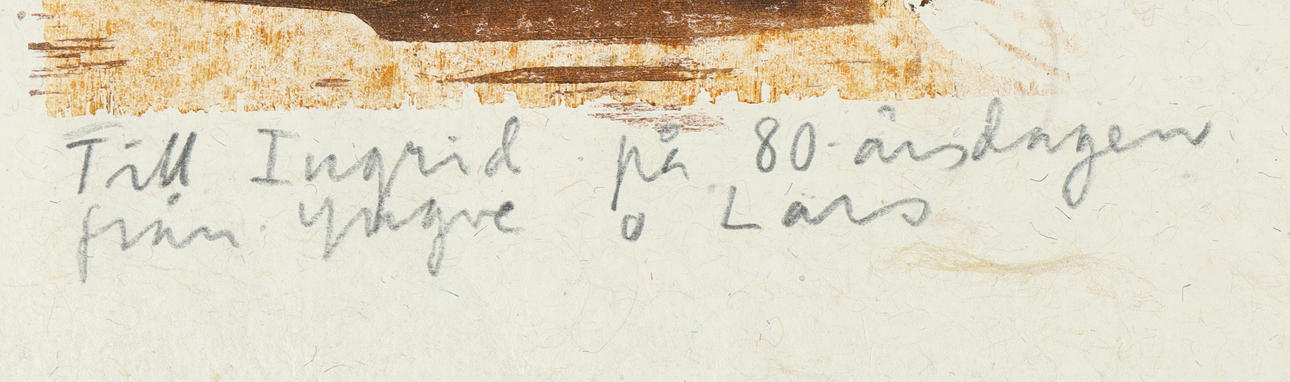 Till Ingrid på 80-årsdagen
från Yngve o Lars